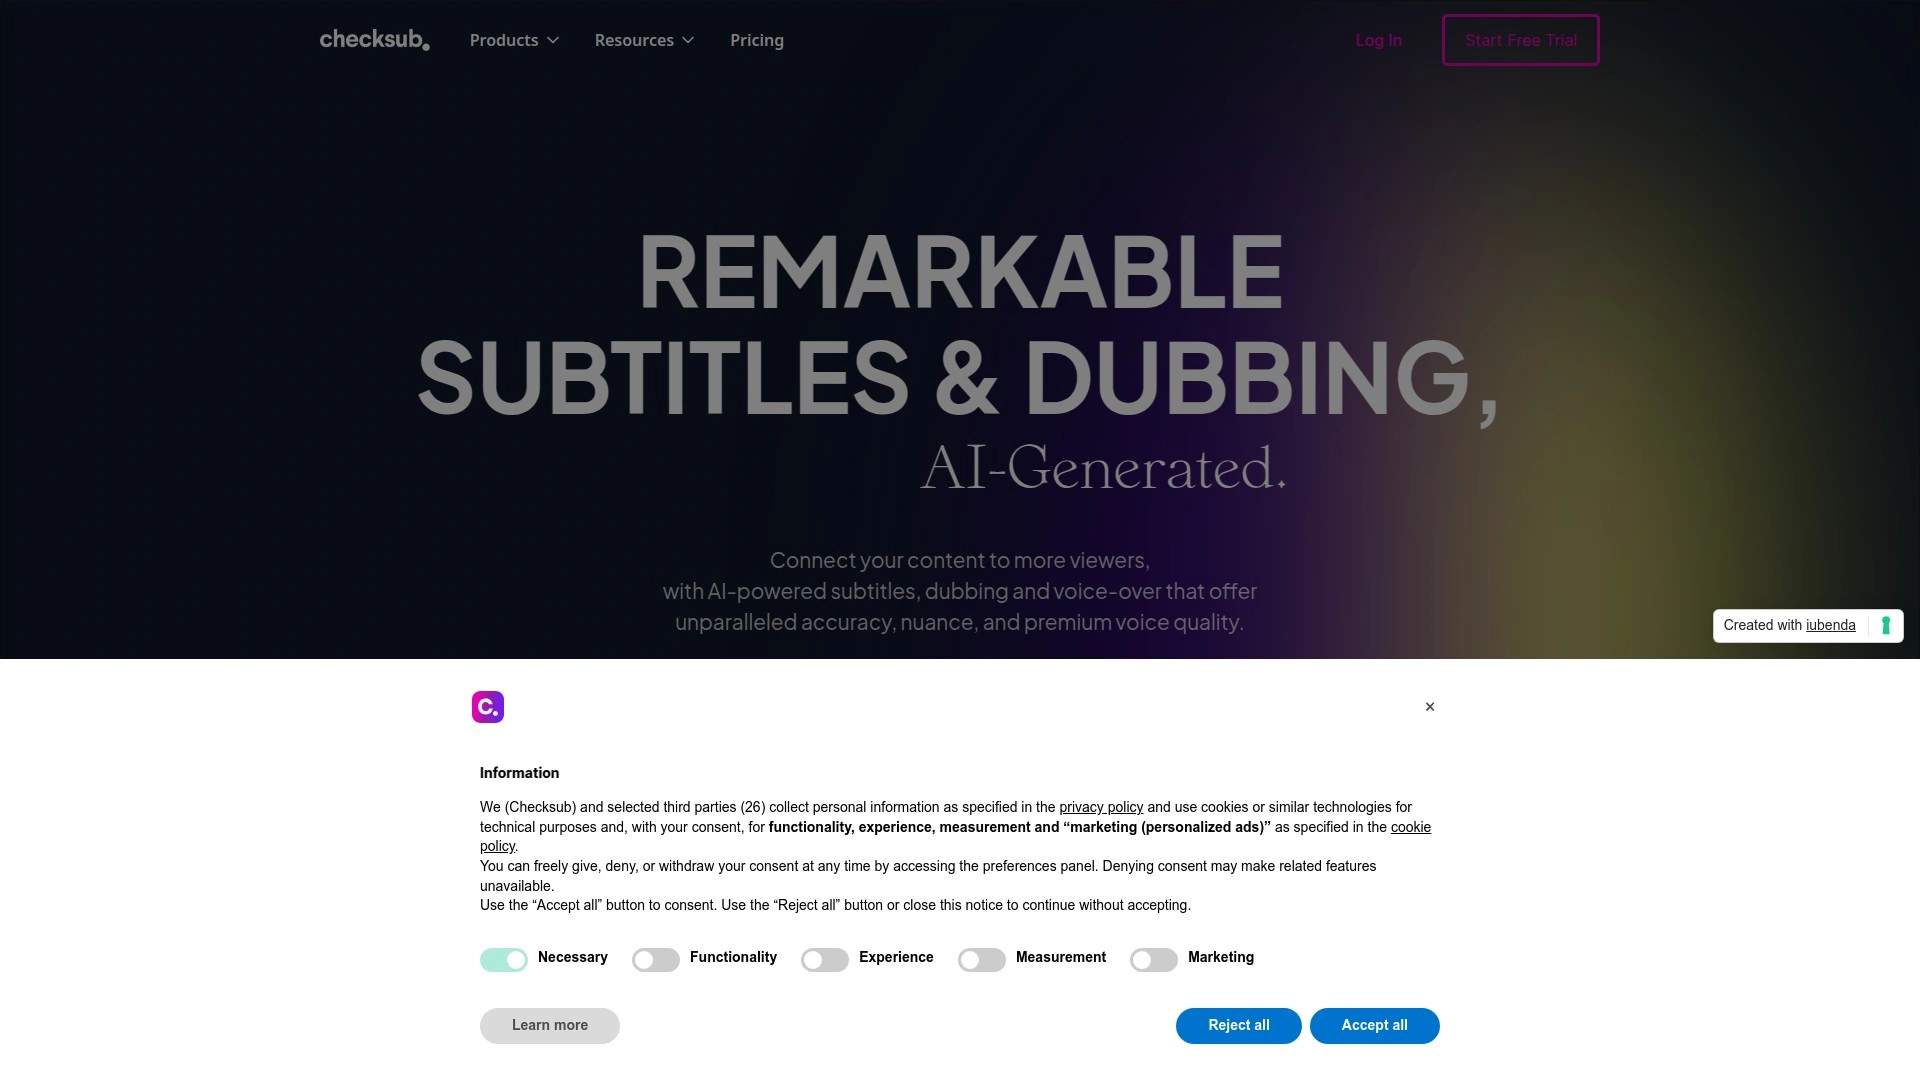 checksub.
Products
Resources
Pricing
Log In
Start Free Trial
REMARKABLE
SUBTITLES & DUBBING,
AI-Generated.
Connect your content to more viewers,
with AI-powered subtitles, dubbing and voice-over that offer
unparalleled accuracy, nuance, and premium voice quality.
Created with iubenda
C.
×
Information
We (Checksub) and selected third parties (26) collect personal information as specified in the privacy policy and use cookies or similar technologies for
technical purposes and, with your consent, for functionality, experience, measurement and “marketing (personalized ads)” as specified in the cookie
policy.
You can freely give, deny, or withdraw your consent at any time by accessing the preferences panel. Denying consent may make related features
unavailable.
Use the “Accept all” button to consent. Use the “Reject all” button or close this notice to continue without accepting.
Necessary
Functionality
Experience
Measurement
Marketing
Learn more
Reject all
Accept all